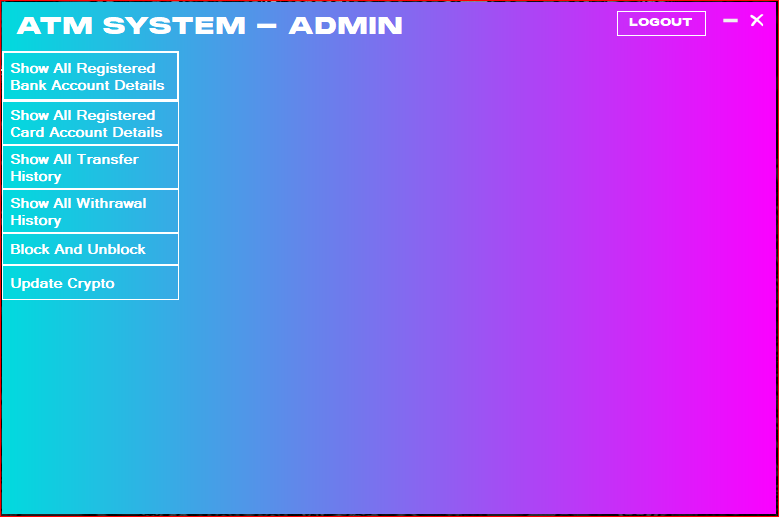 ATM SYSTEM – ADMIN
LOGOUT
Show All Registered
Bank Account Details
Show All Registered
Card Account Details
Show All Transfer
History
Show All Withrawal
History
Block And Unblock
Update Crypto